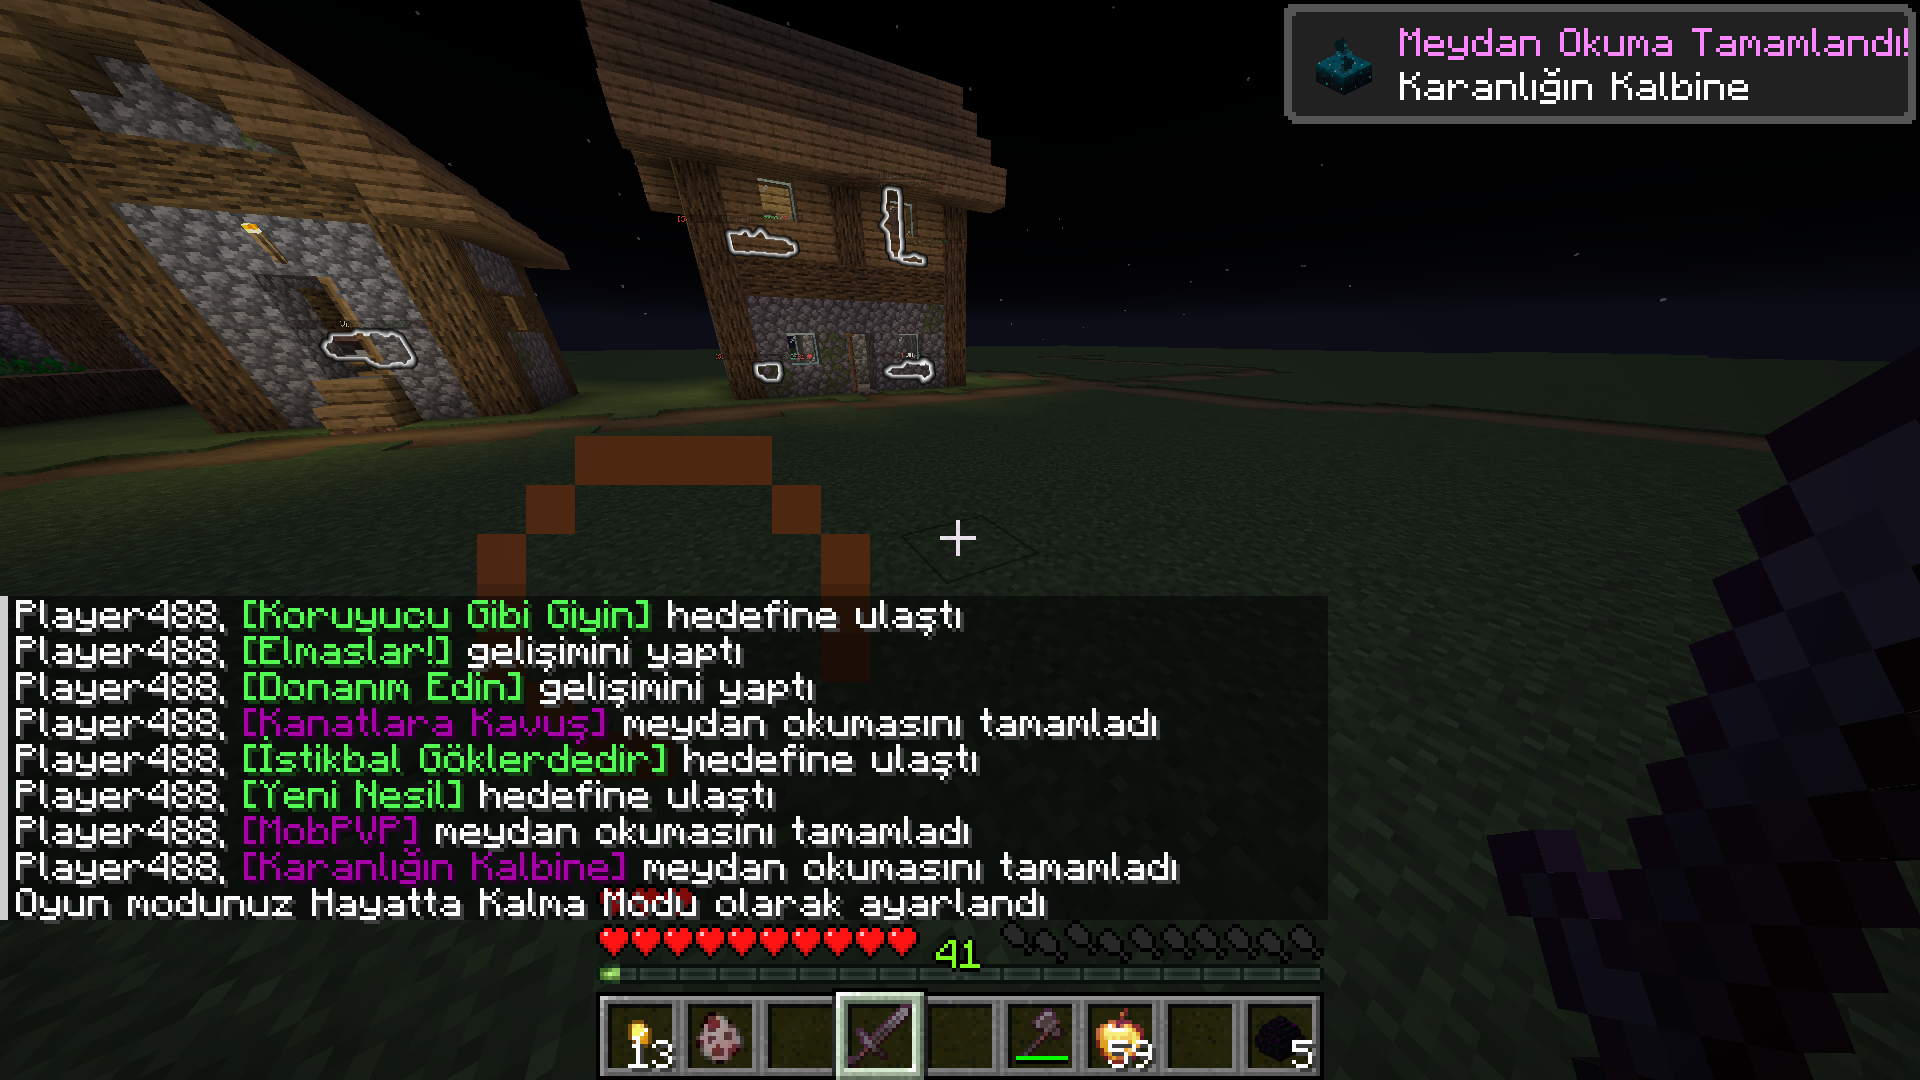 Meydan Okuma Tamamlandı!
Karanlığın Kalbine
Player488, [Koruyucu Gibi Giyin] hedefine ulaştı
Player488, [Elmaslar!] gelişimini yaptı
Player488, [Donanım Edin] gelişimini yaptı
Player488, [Kanatlara Kavuş] meydan okumasını tamamladı
Player488, [İstikbal Göklerdedir] hedefine ulaştı
Player488, [Yeni Nesil] hedefine ulaştı
Player488, [MobPVP] meydan okumasını tamamladı
Player488, [Karanlığın Kalbine] meydan okumasını tamamladı
Oyun modunuz Hayatta Kalma Modu olarak ayarlandı
41
13
59
5